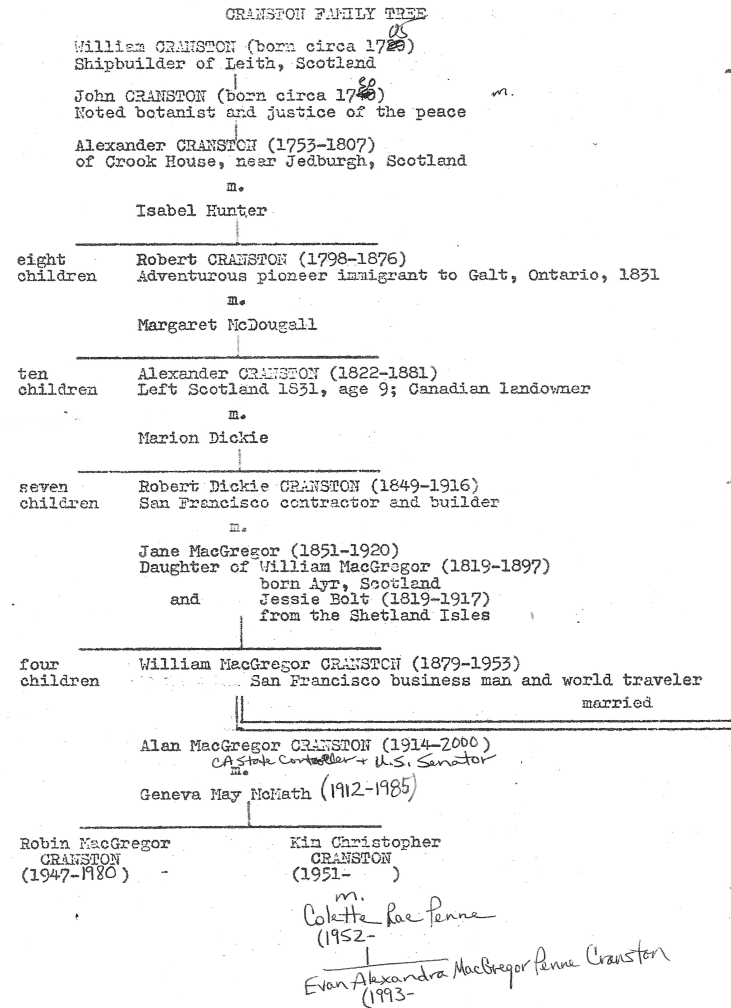 CRANSTON FAMILY TREE
05
William CRANSTON (born circa 1720)
Shipbuilder of Leith, Scotland
30
John CRANSTON (born circa 1740)
m.
Noted botanist and justice of the peace
Alexander CRANSTON (1753-1807)
of Crook House, near Jedburgh, Scotland
m.
Isabel Hunter
eight Robert CRANSTON (1798-1876)
children Adventurous pioneer immigrant to Galt, Ontario, 1831
m.
Margaret McDougall
ten Alexander CRANSTON (1822-1881)
children Left Scotland 1831, age 9; Canadian landowner
m.
Marion Dickie
seven Robert Dickie CRANSTON (1849-1916)
children San Francisco contractor and builder
m.
Jane MacGregor (1851-1920)
Daughter of William MacGregor (1819-1897)
born Ayr, Scotland
and Jessie Bolt (1819-1917)
from the Shetland Isles
four William MacGregor CRANSTON (1879-1953)
children San Francisco business man and world traveler
married
Alan MacGregor CRANSTON (1914-2000)
CA State Controller + U.S. Senator
m.
Geneva May McMath (1912-1985)
Robin MacGregor Kim Christopher
CRANSTON CRANSTON
(1947-1980 ) (1951- )
m.
Colette Rae Penne
(1952-
Evan Alexandra MacGregor Penne Cranston
(1993-